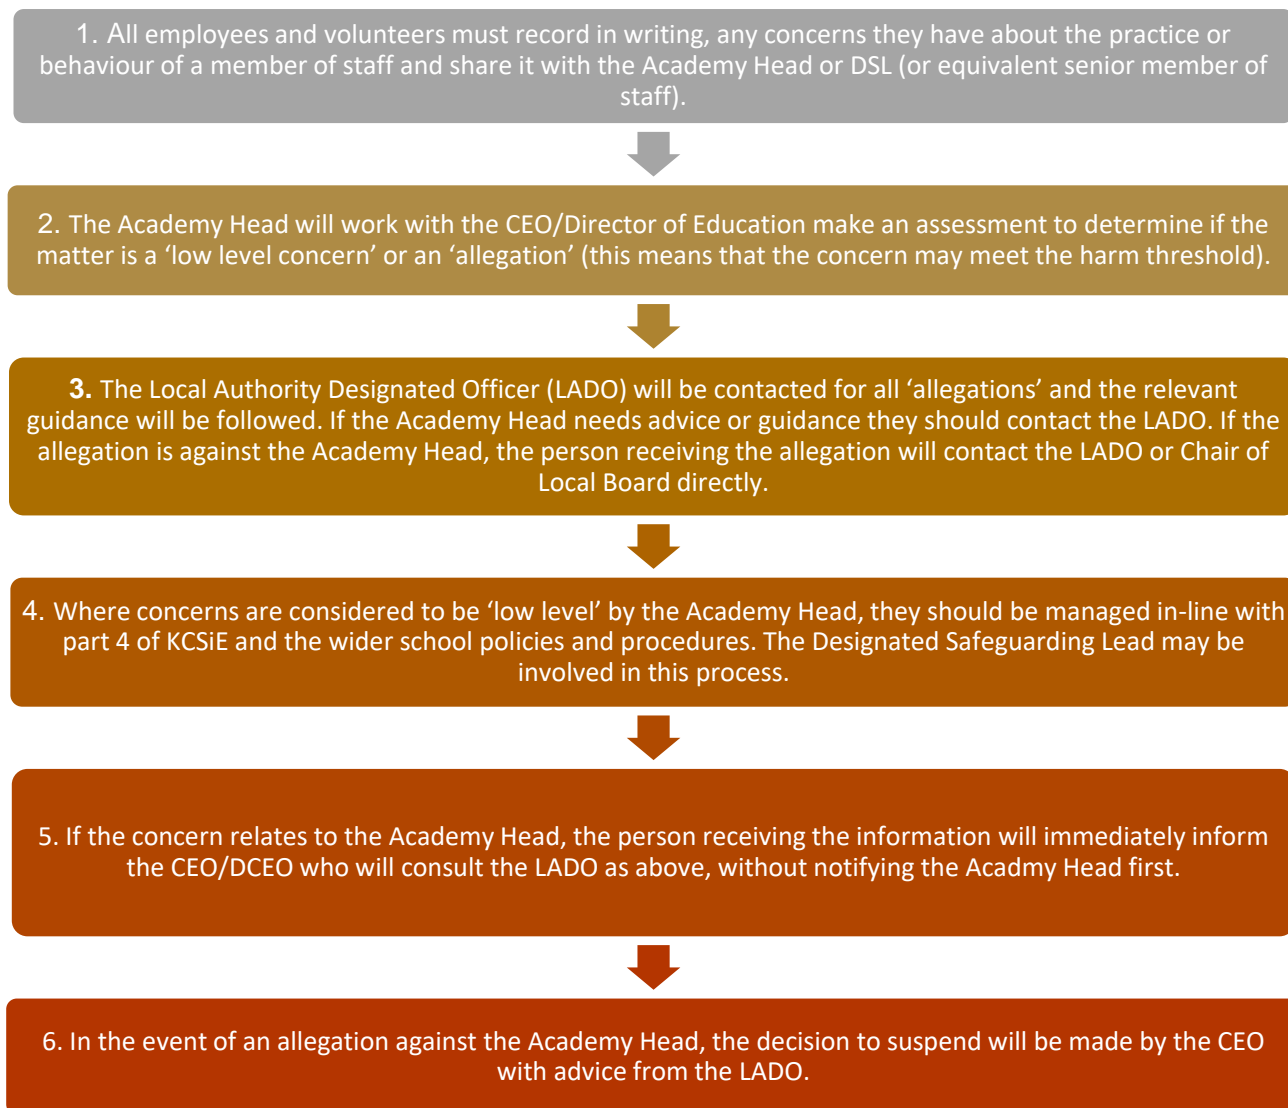 1. All employees and volunteers must record in writing, any concerns they have about the practice or
behaviour of a member of staff and share it with the Academy Head or DSL (or equivalent senior member of
staff).
2. The Academy Head will work with the CEO/Director of Education make an assessment to determine if the
matter is a ‘low level concern’ or an ‘allegation’ (this means that the concern may meet the harm threshold).
3. The Local Authority Designated Officer (LADO) will be contacted for all ‘allegations’ and the relevant
guidance will be followed. If the Academy Head needs advice or guidance they should contact the LADO. If the
allegation is against the Academy Head, the person receiving the allegation will contact the LADO or Chair of
Local Board directly.
4. Where concerns are considered to be ‘low level’ by the Academy Head, they should be managed in-line with
part 4 of KCSiE and the wider school policies and procedures. The Designated Safeguarding Lead may be
involved in this process.
5. If the concern relates to the Academy Head, the person receiving the information will immediately inform
the CEO/DCEO who will consult the LADO as above, without notifying the Acadmy Head first.
6. In the event of an allegation against the Academy Head, the decision to suspend will be made by the CEO
with advice from the LADO.